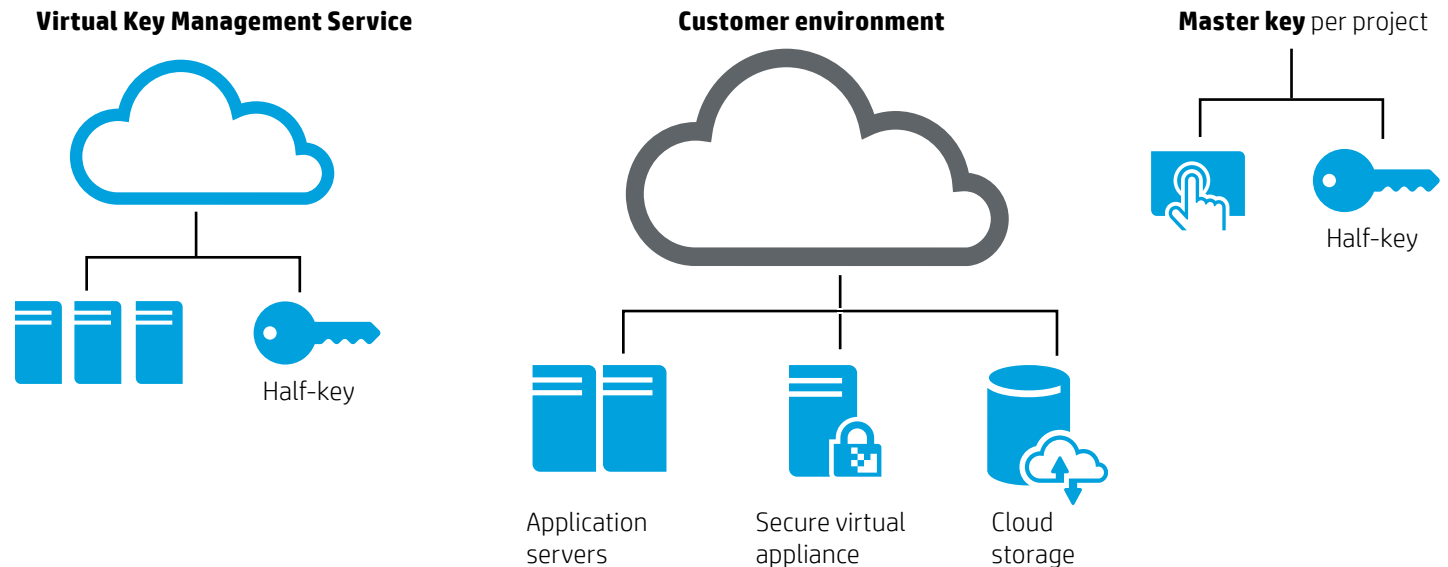 Virtual Key Management Service
Customer environment
Master key per project
Half-key
Half-key
Application
servers
Secure virtual
appliance
Cloud
storage